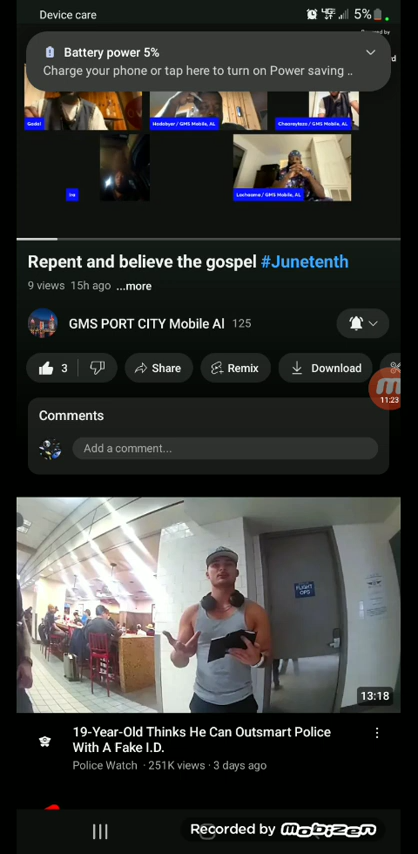 Device care
5%
Battery power 5%
Charge your phone or tap here to turn on Power saving ..
Godsl
Hodabyar / GMS Mobile, AL
Lachaama / GMS Mobile, AL
Repent and believe the gospel #Junetenth
9 views 15h ago ...more
GMS PORT CITY Mobile Al 125
3
Share
Remix
Download
11:23
Comments
Add a comment...
FLIGHT
OPS
13:18
19-Year-Old Thinks He Can Outsmart Police
With A Fake I.D.
Police Watch · 251K views · 3 days ago
Recorded by mobizen